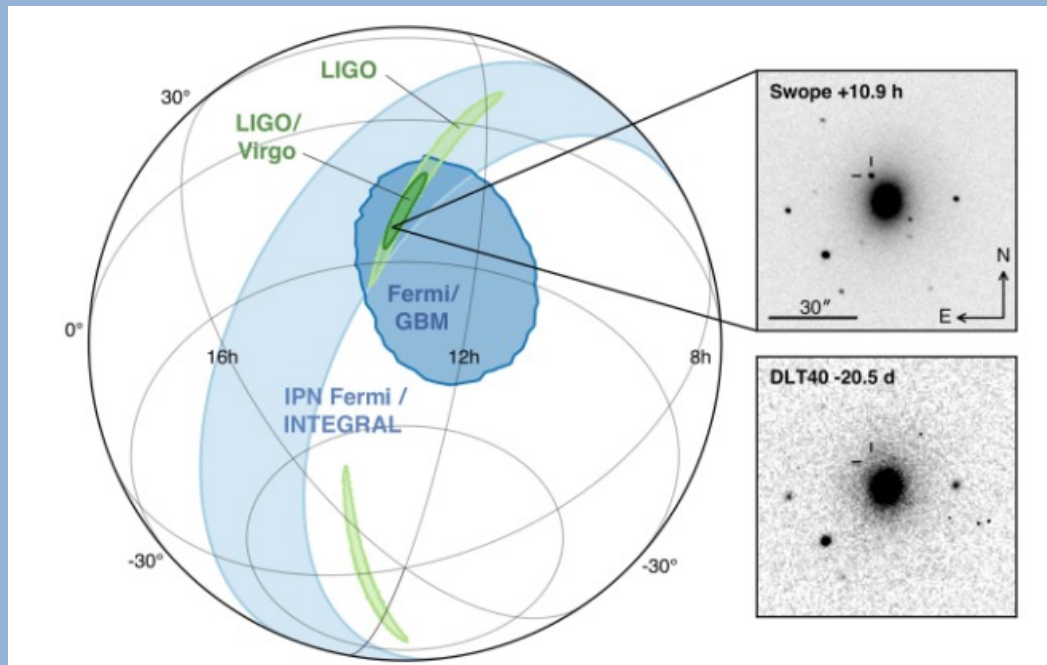 LIGO
30°
LIGO/
Virgo
Swope +10.9 h
N
E
30″
Fermi/
GBM
0°
16h
12h
8h
IPN Fermi /
INTEGRAL
DLT40 -20.5 d
-30°
-30°